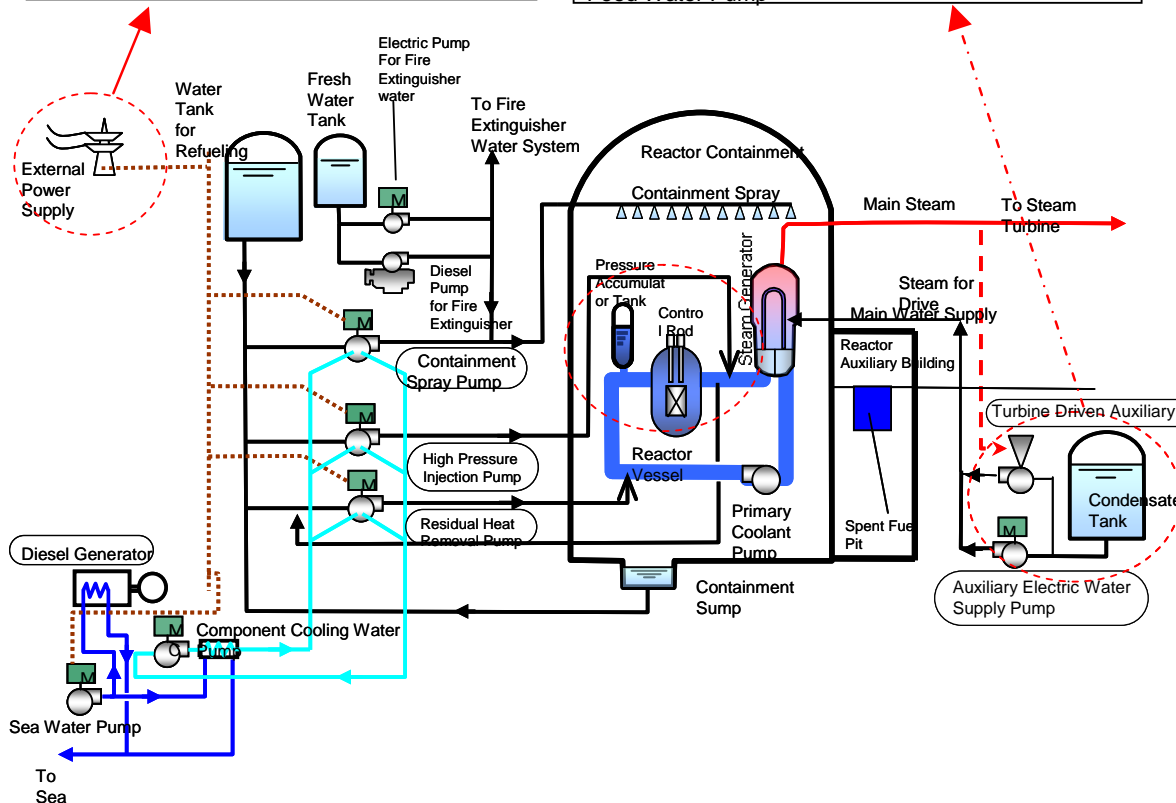 Feed Water Pump
Electric Pump
For Fire
Extinguisher
water
Water
Tank
for
Refueling
Fresh
Water
Tank
To Fire
Extinguisher
Water System
External
Power
Supply
M
Diesel
Pump
for Fire
Extinguisher
Reactor Containment
Containment Spray
Main Steam
To Steam
Turbine
Pressure
Accumulat
or Tank
Steam Generator
Contro
l Rod
Steam for
Drive
Main Water Supply
Reactor
Auxiliary Building
M
Containment
Spray Pump
M
High Pressure
Injection Pump
M
Residual Heat
Removal Pump
Reactor
Vessel
Primary
Coolant
Pump
Spent Fuel
Pit
Turbine Driven Auxiliary
Condensate
Tank
M
Auxiliary Electric Water
Supply Pump
Containment
Sump
Diesel Generator
M
Component Cooling Water
Pump
M
Sea Water Pump
To
Sea